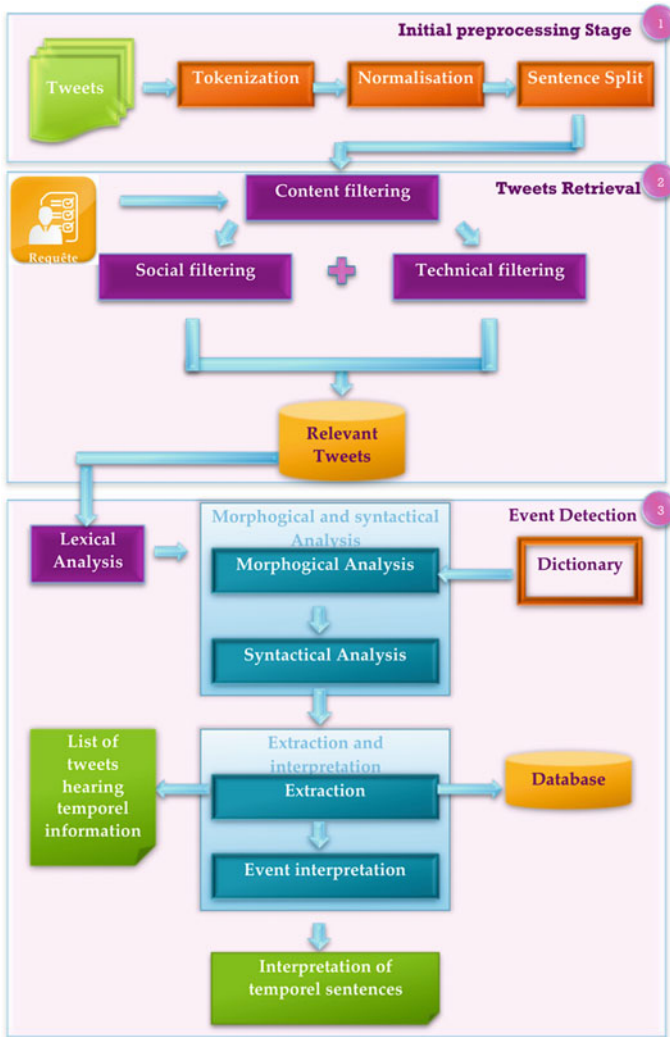 Initial preprocessing Stage
1
Tweets
Tokenization
Normalisation
Sentence Split
Content filtering
Tweets Retrieval
2
Requête
Social filtering
Technical filtering
Relevant
Tweets
Event Detection
3
Lexical
Analysis
Morphogical and syntactical
Analysis
Morphogical Analysis
Dictionary
Syntactical Analysis
List of
tweets
hearing
temporel
information
Extraction and
interpretation
Extraction
Database
Event interpretation
Interpretation of
temporel sentences